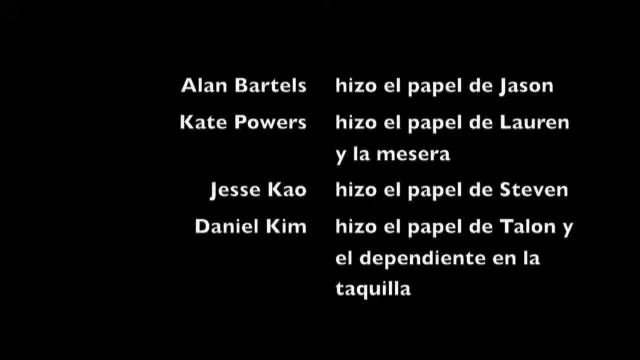 Alan Bartels hizo el papel de Jason
Kate Powers hizo el papel de Lauren
y la mesera
Jesse Kao hizo el papel de Steven
Daniel Kim hizo el papel de Talon y
el dependiente en la
taquilla